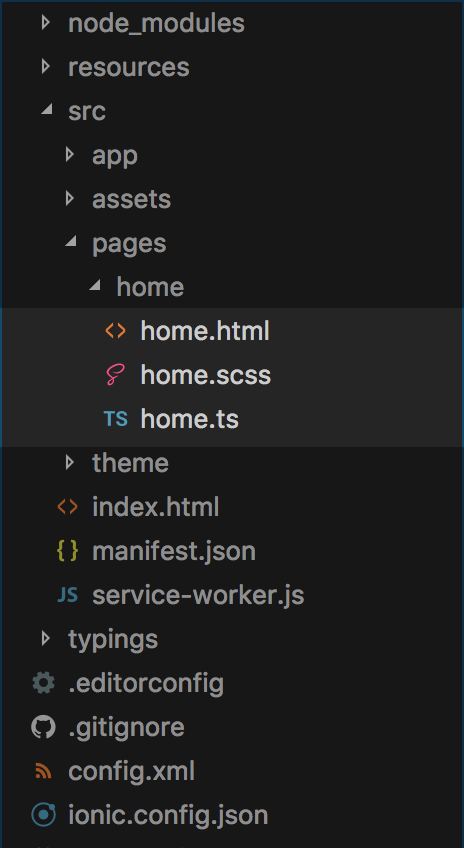 node_modules
resources
src
app
assets
pages
home
home.html
home.scss
TS home.ts
theme
index.html
{ } manifest.json
JS service-worker.js
typings
.editorconfig
.gitignore
config.xml
ionic.config.json